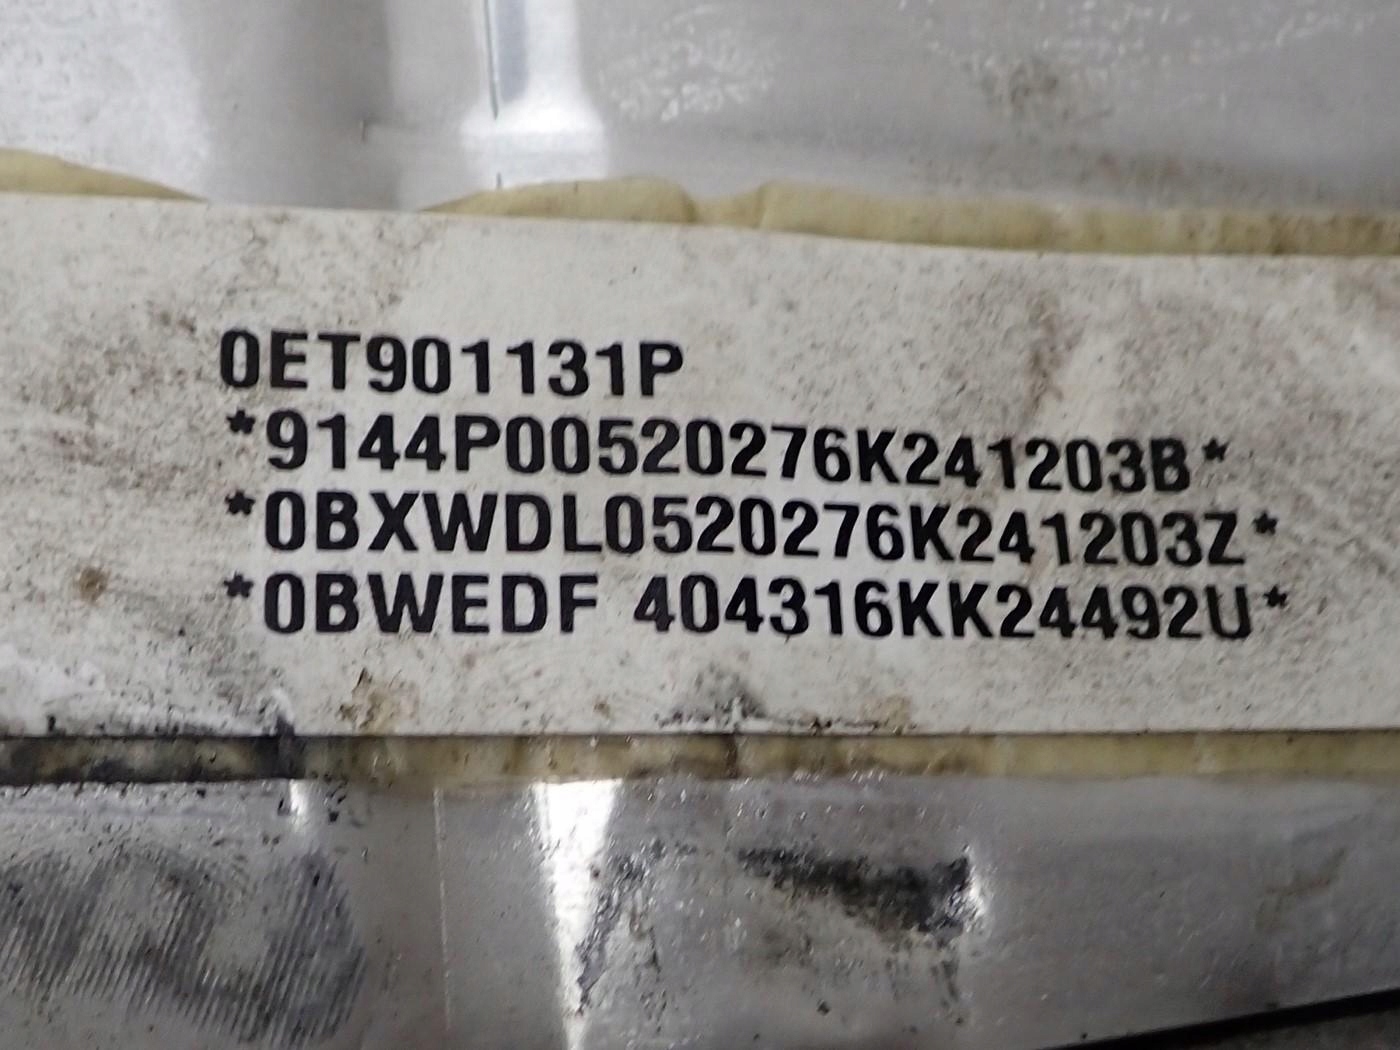 0ET901131P
*9144P00520276K241203B*
*0BXWDL0520276K241203Z*
*0BWEDF 404316KK24492U*